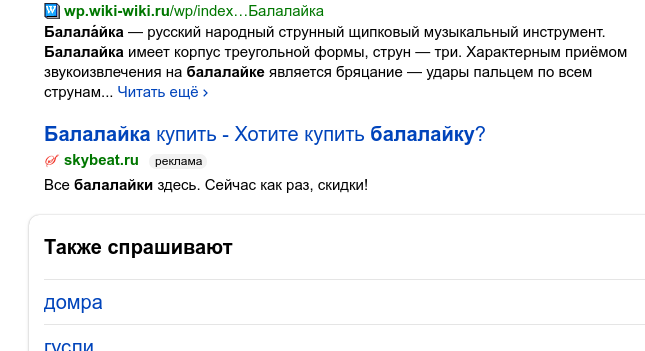 wp.wiki-wiki.ru/wp/index…Балалайка
Балала́йка — русский народный струнный щипковый музыкальный инструмент.
Балалайка имеет корпус треугольной формы, струн — три. Характерным приёмом
звукоизвлечения на балалайке является бряцание — удары пальцем по всем
струнам... Читать ещё ›
Балалайка купить - Хотите купить балалайку?
skybeat.ru реклама
Все балалайки здесь. Сейчас как раз, скидки!
Также спрашивают
домра
гусли